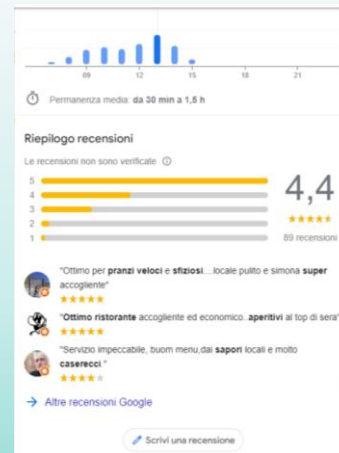 09 12 15 18 21
Permanenza media: da 30 min a 1,5 h
Riepilogo recensioni
Le recensioni non sono verificate
5
4
3
2
1
4,4
89 recensioni
"Ottimo per pranzi veloci e sfiziosi....locale pulito e simona super
accogliente"
"Ottimo ristorante accogliente ed economico..aperitivi al top di sera"
"Servizio impeccabile, buom menu,dai sapori locali e molto
caserecci."
Altre recensioni Google
Scrivi una recensione